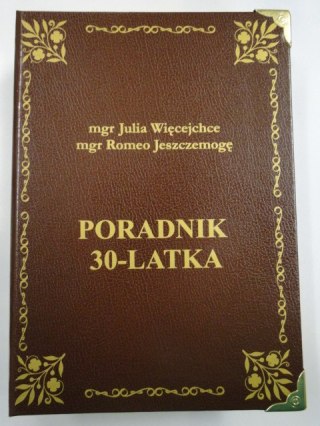 mgr Julia Więcejchce
mgr Romeo Jeszczemogę
PORADNIK
30-LATKA